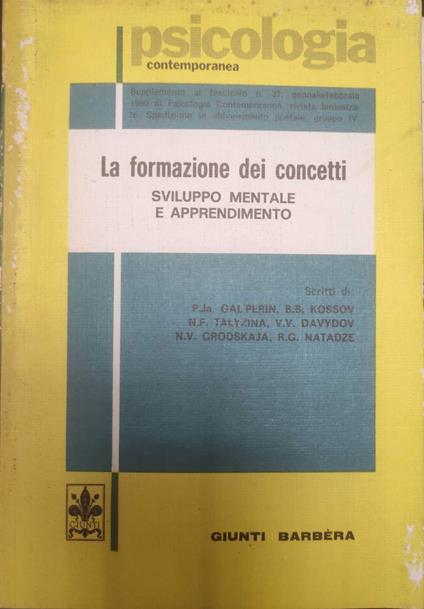 psicologia
contemporanea
Supplemento al fascicolo n. 37, gennaio-febbraio
1980 di Psicologia Contemporanea, rivista bimestra-
le. Spedizione in abbonamento postale, gruppo IV.
La formazione dei concetti
SVILUPPO MENTALE
E APPRENDIMENTO
Scritti di:
P.Ja. GAL'PERIN, B.B. KOSSOV
N.F. TALYZINA, V.V. DAVYDOV
N.V. GRODSKAJA, R.G. NATADZE
GIUNTI
GIUNTI BARBÈRA